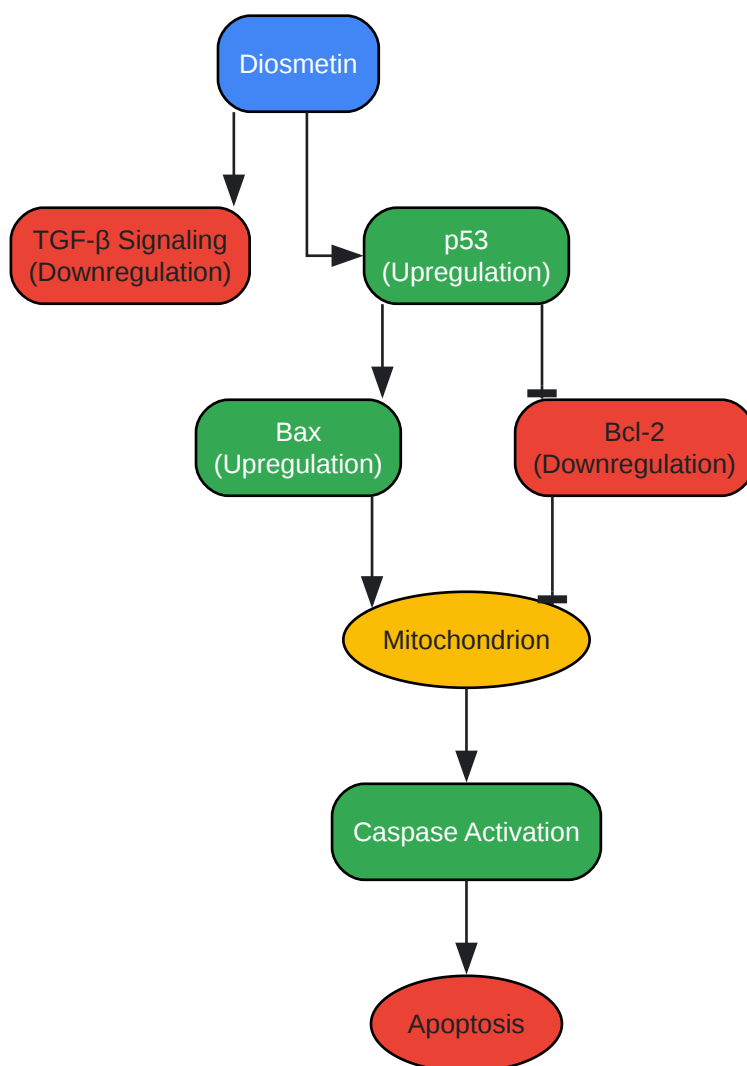 Diosmetin
TGF-β Signaling
(Downregulation)
p53
(Upregulation)
Bax
(Upregulation)
Bcl-2
(Downregulation)
Mitochondrion
Caspase Activation
Apoptosis